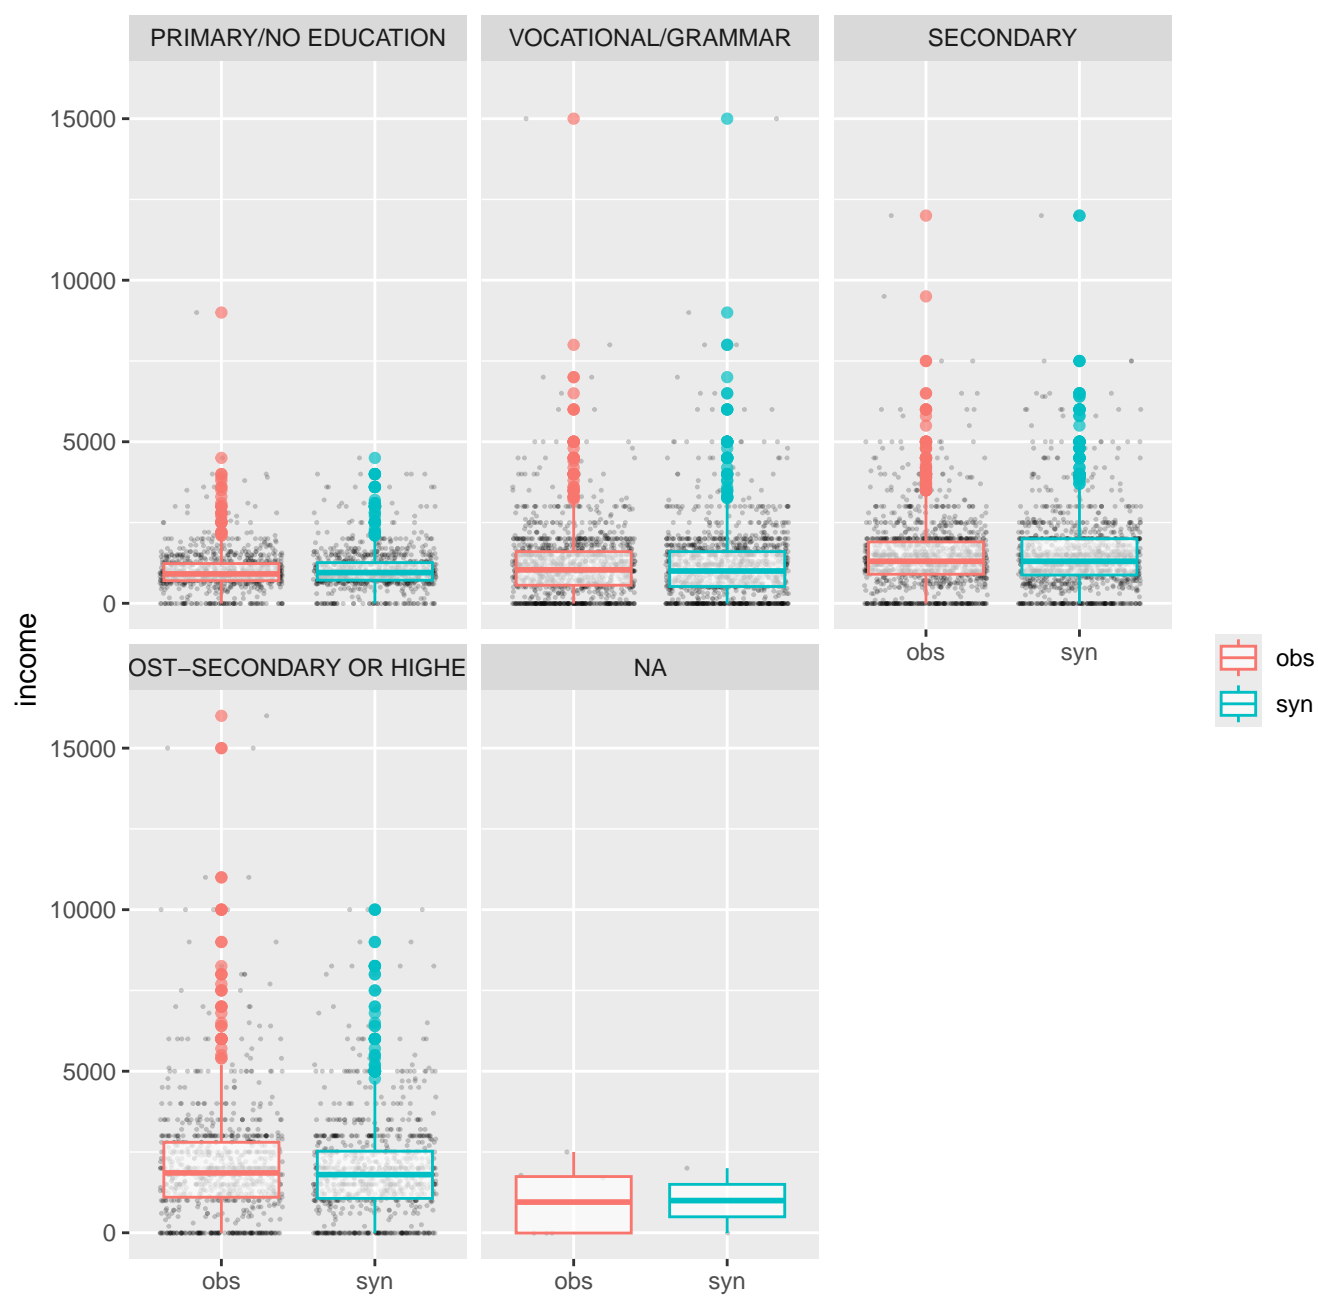 PRIMARY/NO EDUCATION
VOCATIONAL/GRAMMAR
SECONDARY
15000
10000
5000
0
obs
syn
income
OST−SECONDARY OR HIGHE
NA
15000
10000
5000
0
obs
syn
obs
syn
obs
syn